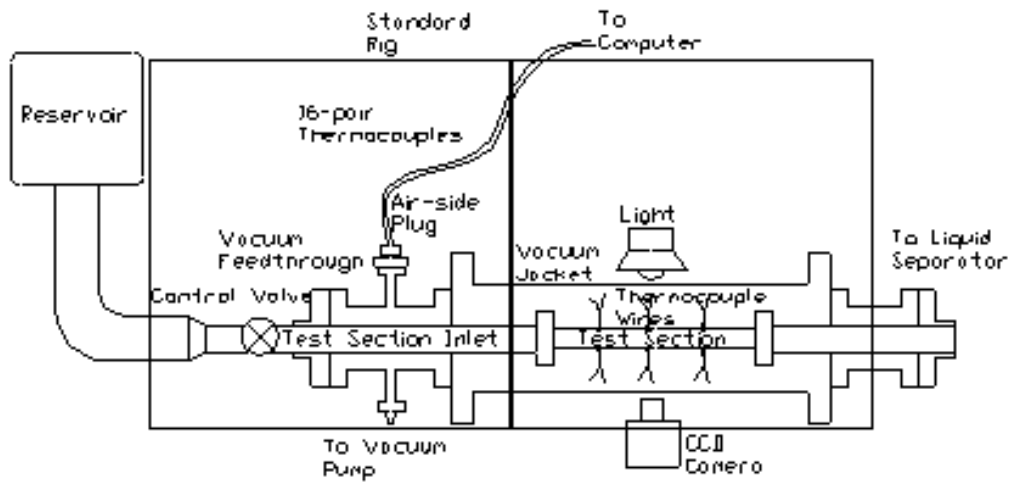 Standard
Rig
To
Computer
Reservoir
16-pair
Thermocouples
Air-side
Plug
Light
Vacuum
Feedthrough
Vacuum
Jacket
To Liquid
Separator
Control Valve
Thermocouple
Wires
Test Section Inlet
Test Section
To Vacuum
Pump
CCD
Camera